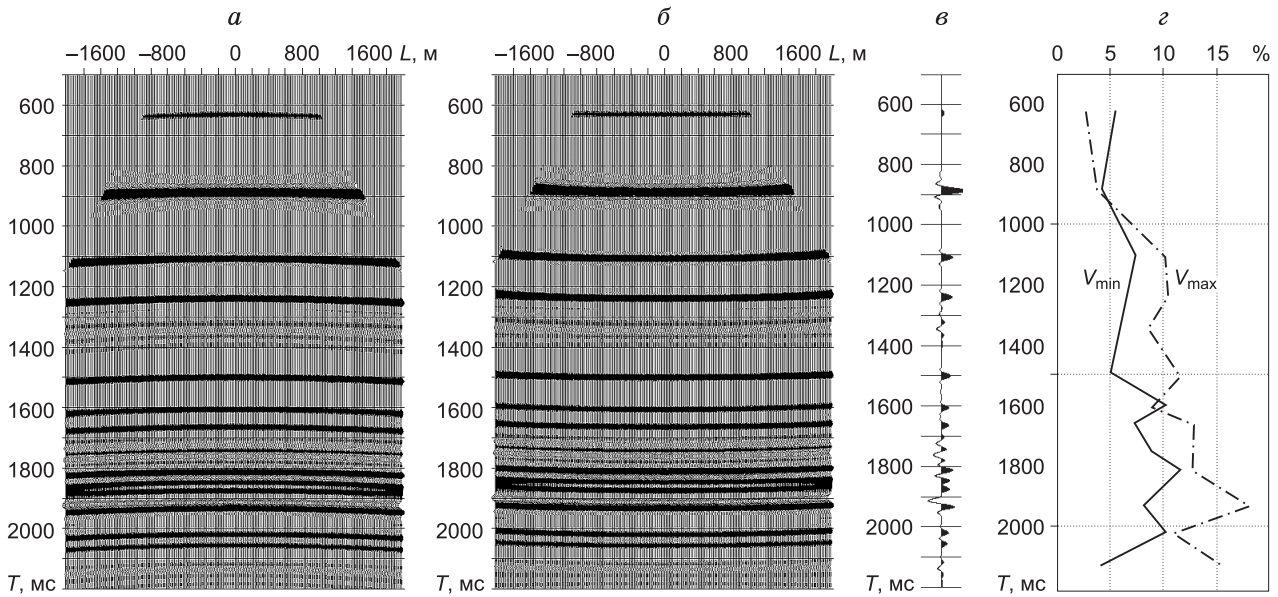 а б в г
−1600 −800 0 800 1600 L, м
−1600 −800 0 800 1600 L, м
0 5 10 15 %
600 600 600 600
800 800 800 800
1000 1000 1000 1000
1200 1200 1200 Vmin Vmax 1200
1400 1400 1400 1400
1600 1600 1600 1600
1800 1800 1800 1800
2000 2000 2000 2000
T, мс T, мс T, мс T, мс